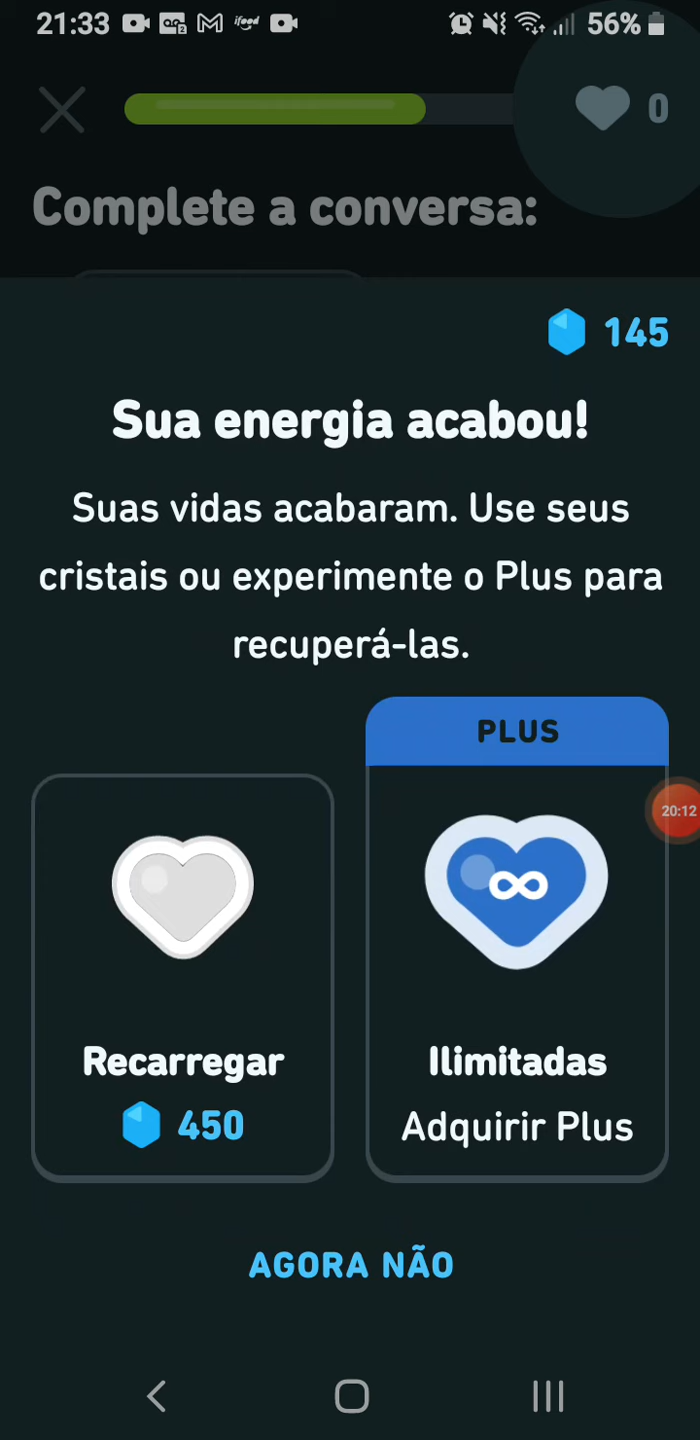 21:33 ifood 56%
0
Complete a conversa:
145
Sua energia acabou!
Suas vidas acabaram. Use seus
cristais ou experimente o Plus para
recuperá-las.
PLUS
20:12
∞
Recarregar
450
Ilimitadas
Adquirir Plus
AGORA NÃO